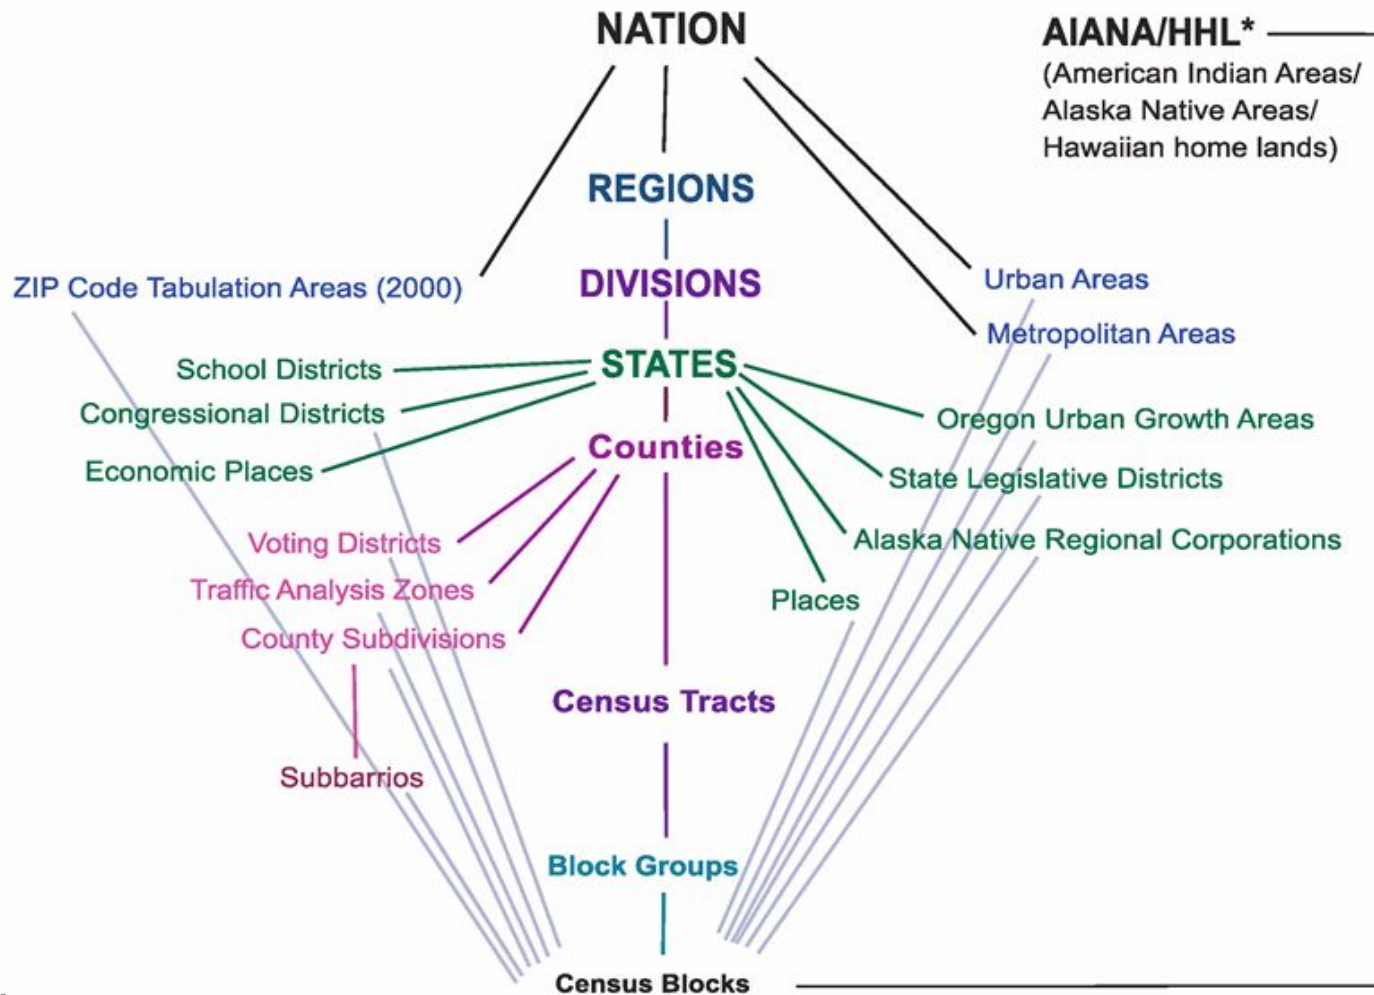 NATION
AIANA/HHL*
(American Indian Areas/
Alaska Native Areas/
Hawaiian home lands)
REGIONS
ZIP Code Tabulation Areas (2000)
DIVISIONS
Urban Areas
Metropolitan Areas
School Districts
STATES
Congressional Districts
Oregon Urban Growth Areas
Counties
Economic Places
State Legislative Districts
Voting Districts
Alaska Native Regional Corporations
Traffic Analysis Zones
Places
County Subdivisions
Census Tracts
Subbarrios
Block Groups
Census Blocks